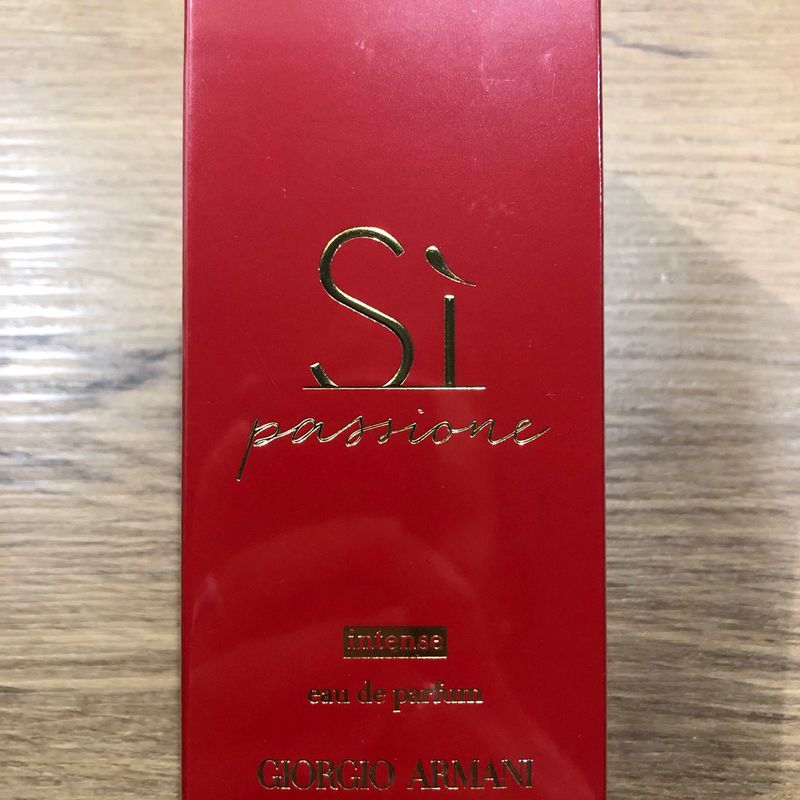 Sì
passione
intense
eau de parfum
GIORGIO ARMANI